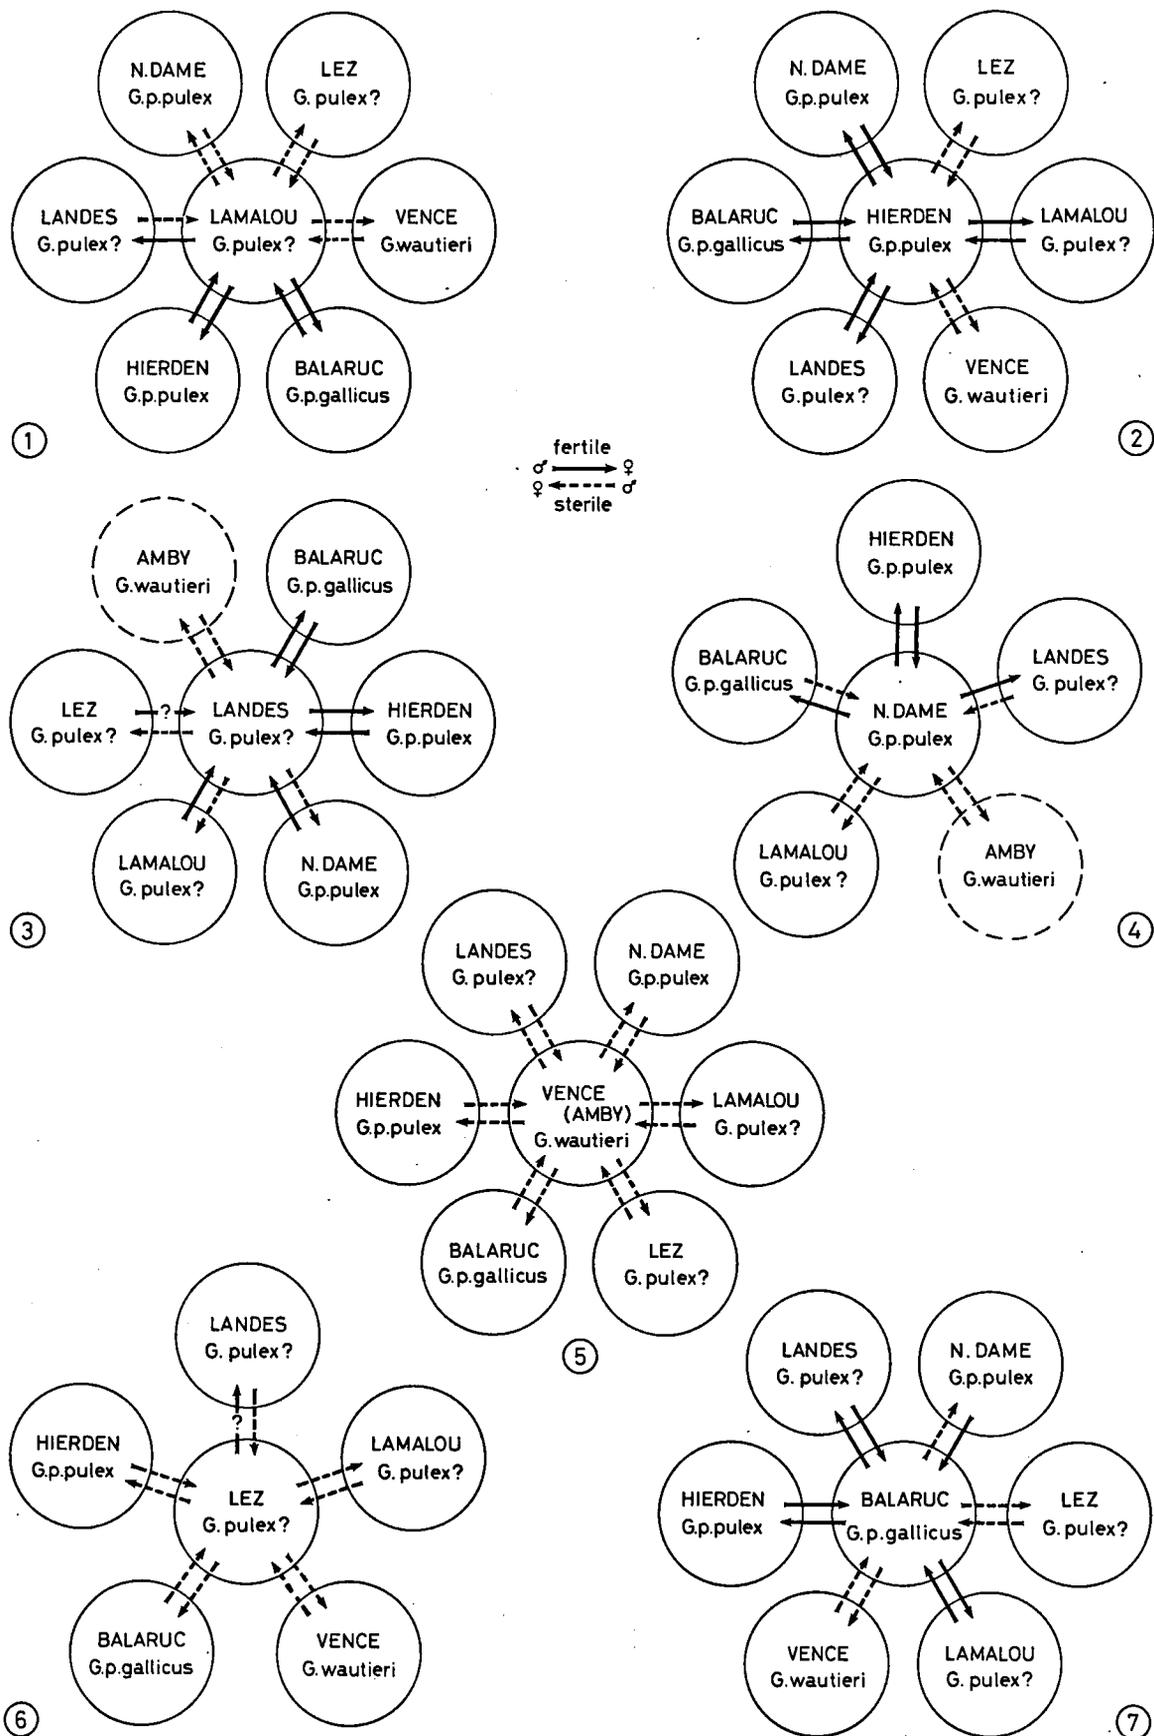 N.DAME
G.p.pulex
LEZ
G. pulex?
LANDES
G.pulex?
LAMALOU
G.pulex?
VENCE
G.wautieri
HIERDEN
G.p.pulex
BALARUC
G.p.gallicus
1
N. DAME
G.p.pulex
LEZ
G. pulex?
BALARUC
G.p.gallicus
HIERDEN
G.p.pulex
LAMALOU
G. pulex?
LANDES
G.pulex?
VENCE
G. wautieri
2
fertile
♂ ♀
♀ ♂
sterile
AMBY
G.wautieri
BALARUC
G.p.gallicus
LEZ
G. pulex?
?
LANDES
G.pulex?
HIERDEN
G.p.pulex
LAMALOU
G. pulex?
N.DAME
G.p.pulex
3
HIERDEN
G.p.pulex
BALARUC
G.p.gallicus
LANDES
G. pulex?
N.DAME
G.p.pulex
LAMALOU
G.pulex?
AMBY
G.wautieri
4
LANDES
G. pulex?
N.DAME
G.p.pulex
HIERDEN
G.p.pulex
VENCE
(AMBY)
G.wautieri
LAMALOU
G. pulex?
BALARUC
G.p.gallicus
LEZ
G.pulex?
5
LANDES
G. pulex?
?
HIERDEN
G.p.pulex
LAMALOU
G. pulex?
LEZ
G. pulex?
BALARUC
G.p.gallicus
VENCE
G.wautieri
6
LANDES
G. pulex?
N. DAME
G.p.pulex
HIERDEN
G.p.pulex
BALARUC
G.p.gallicus
LEZ
G.pulex?
VENCE
G.wautieri
LAMALOU
G. pulex?
7